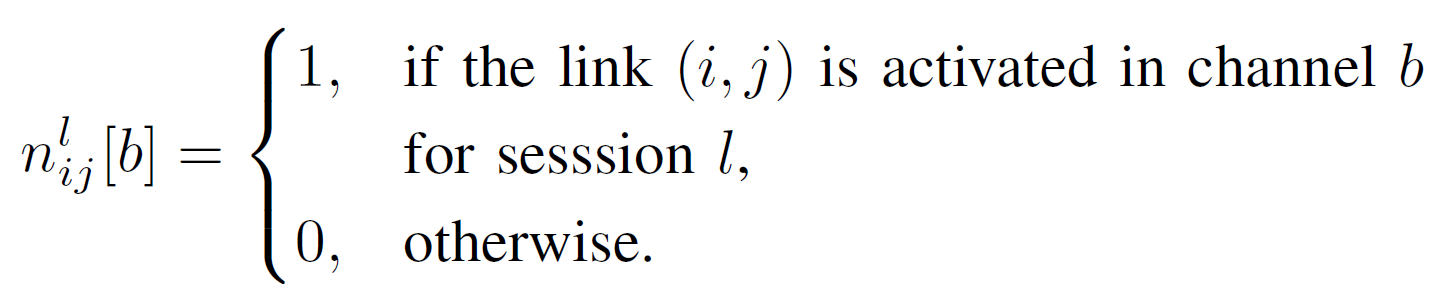 1, if the link (i, j) is activated in channel b
n^l_{ij}[b] = { for sesssion l,
0, otherwise.